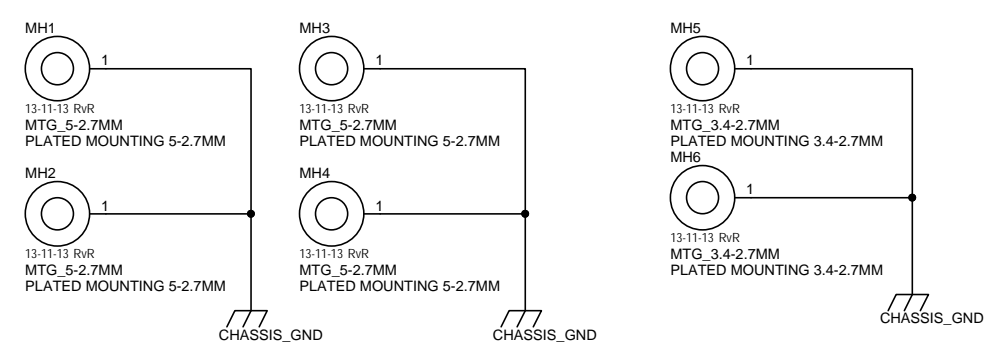 MH1
1
13-11-13 RvR
MTG_5-2.7MM
PLATED MOUNTING 5-2.7MM
MH2
1
13-11-13 RvR
MTG_5-2.7MM
PLATED MOUNTING 5-2.7MM
CHASSIS_GND
MH3
1
13-11-13 RvR
MTG_5-2.7MM
PLATED MOUNTING 5-2.7MM
MH4
1
13-11-13 RvR
MTG_5-2.7MM
PLATED MOUNTING 5-2.7MM
CHASSIS_GND
MH5
1
13-11-13 RvR
MTG_3.4-2.7MM
PLATED MOUNTING 3.4-2.7MM
MH6
1
13-11-13 RvR
MTG_3.4-2.7MM
PLATED MOUNTING 3.4-2.7MM
CHASSIS_GND